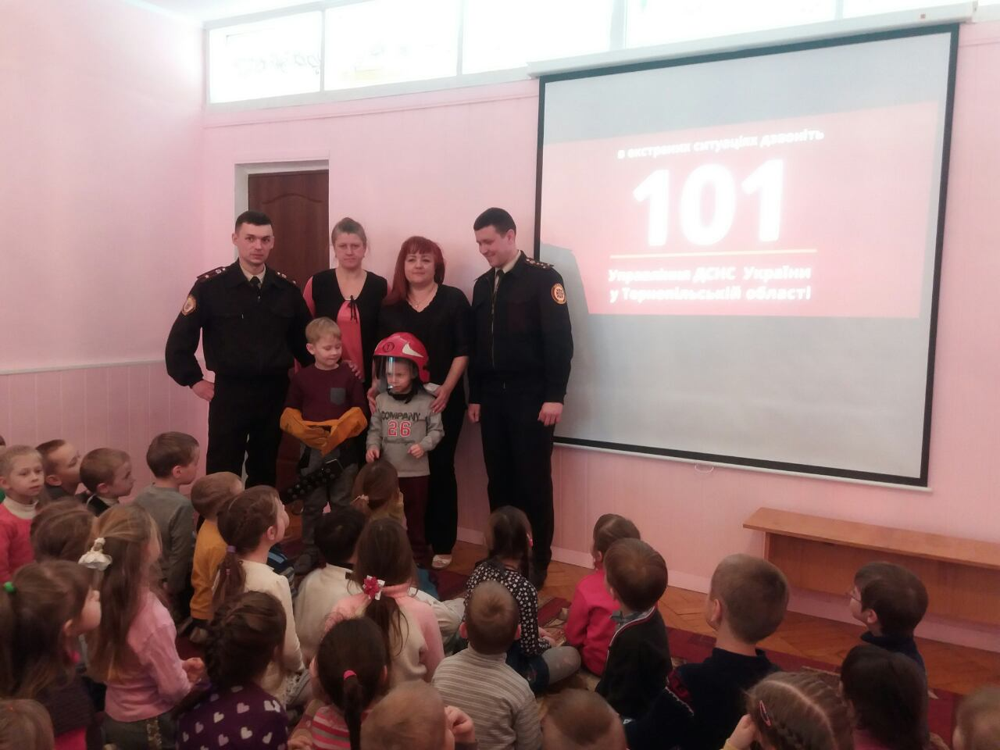 в екстрених ситуаціях дзвоніть
101
Управління ДСНС України
у Тернопільській області
COMPANY
26